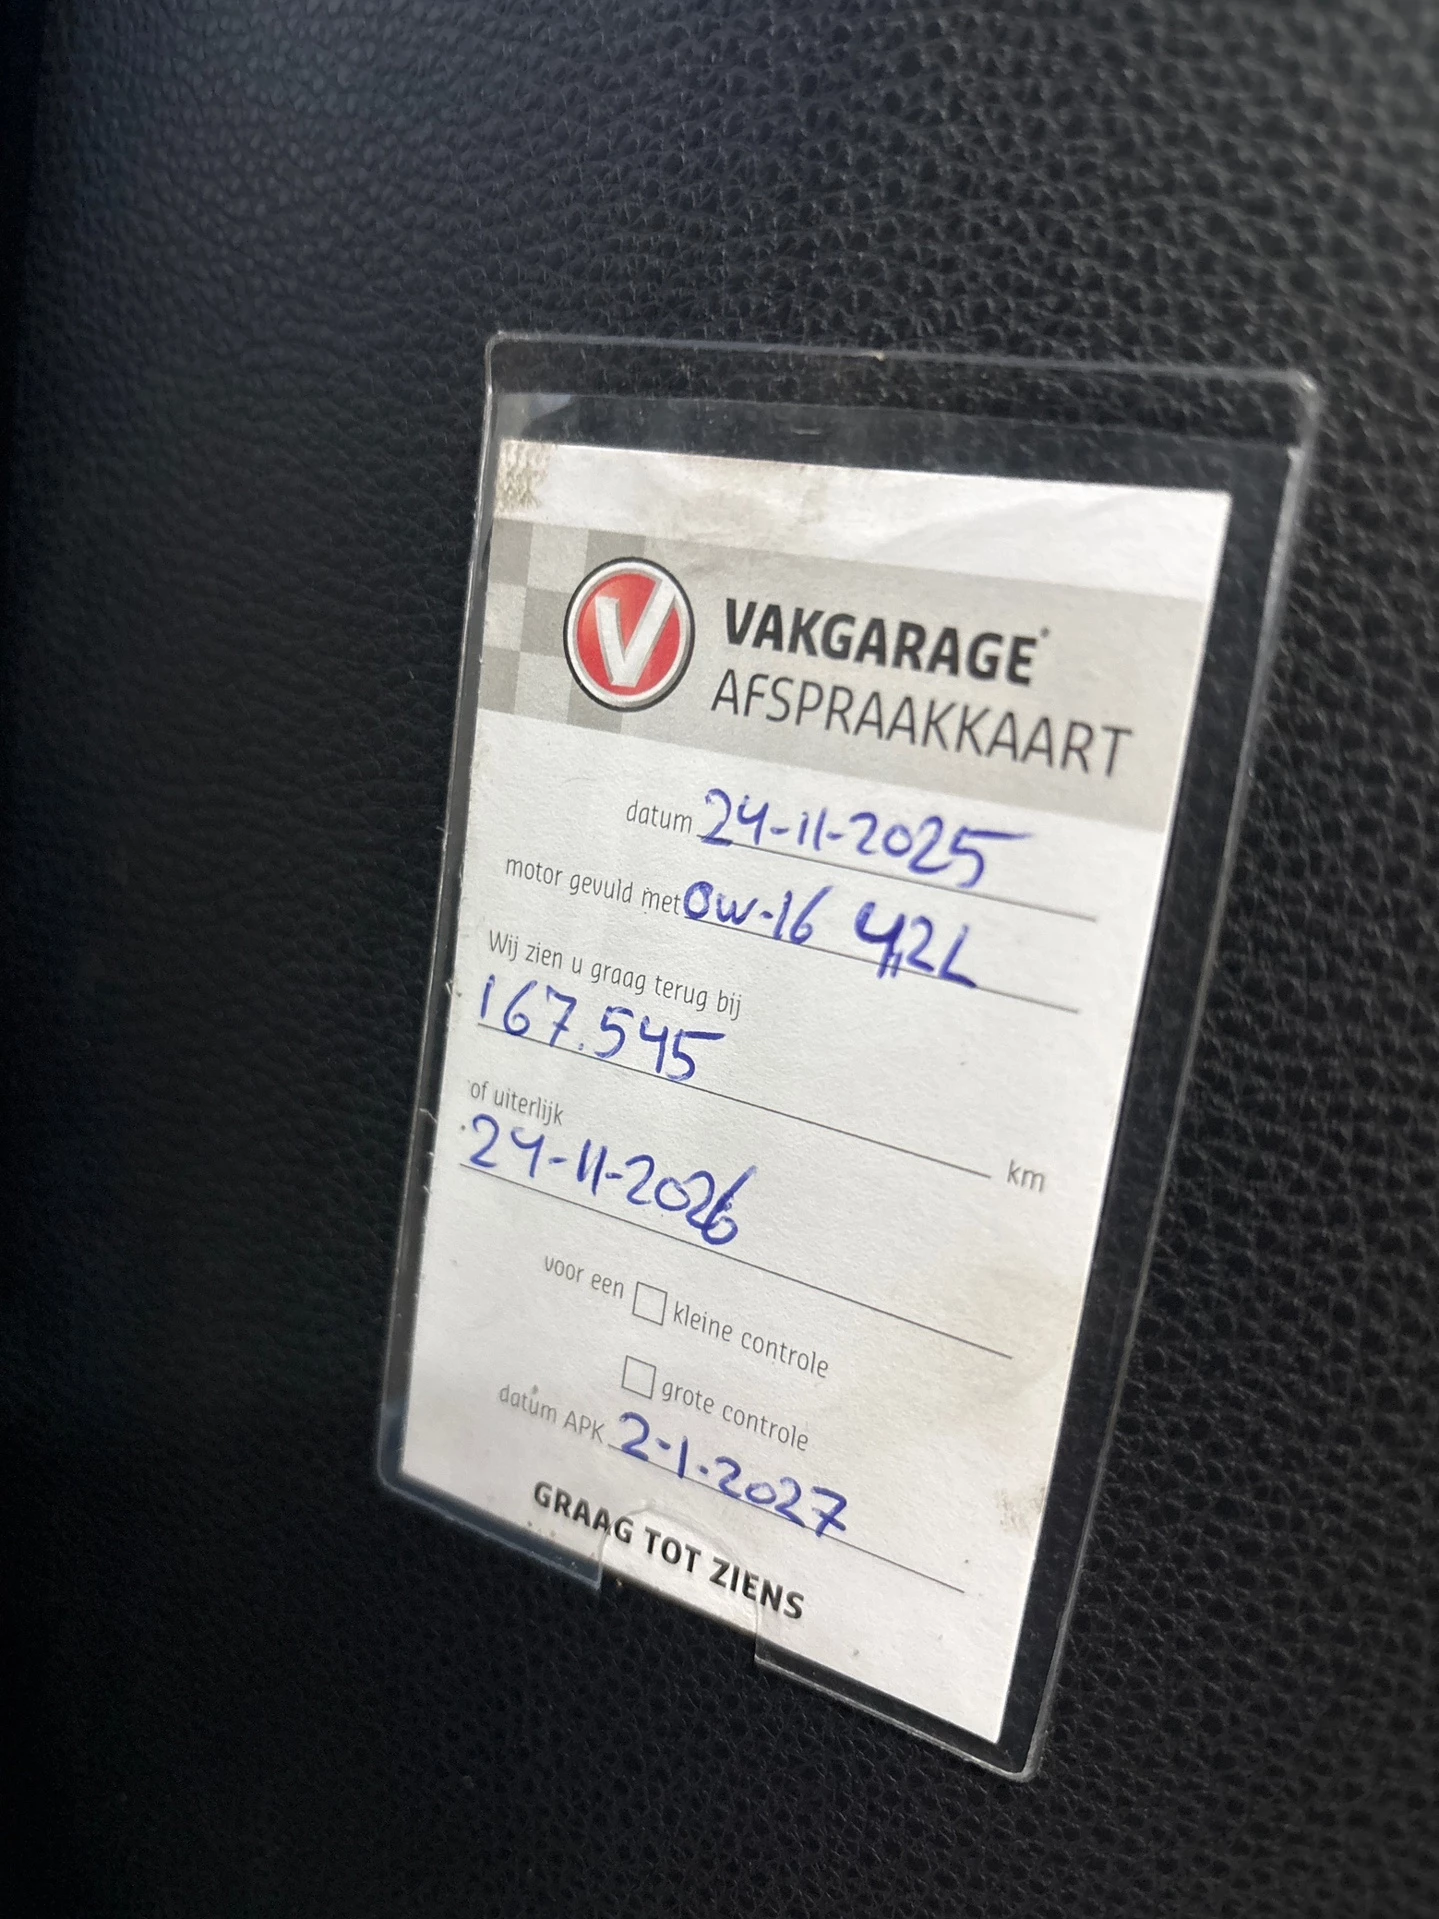 V VAKGARAGE
AFSPRAAKKAART
datum 24-11-2025
motor gevuld met 0w-16 4,2L
Wij zien u graag terug bij
167.545 km
of uiterlijk
24-11-2026
voor een kleine controle
grote controle
datum APK 2-1-2027
GRAAG TOT ZIENS